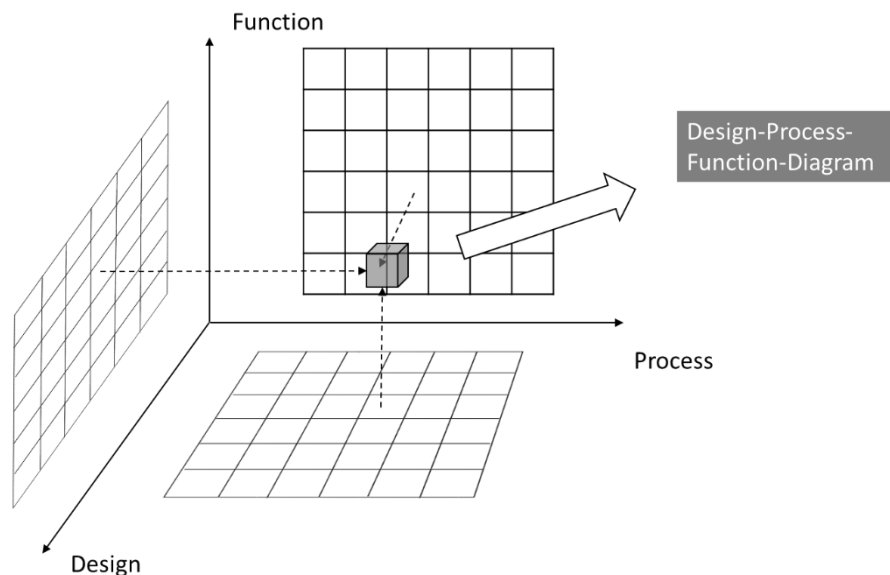 Function
Design-Process-
Function-Diagram
Process
Design